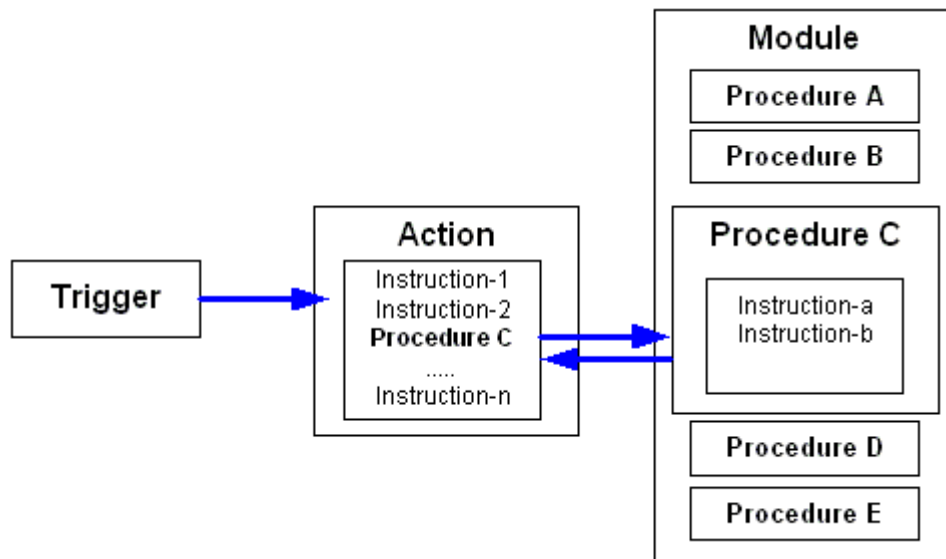 Trigger
Action
Instruction-1
Instruction-2
Procedure C
.....
Instruction-n
Module
Procedure A
Procedure B
Procedure C
Instruction-a
Instruction-b
Procedure D
Procedure E